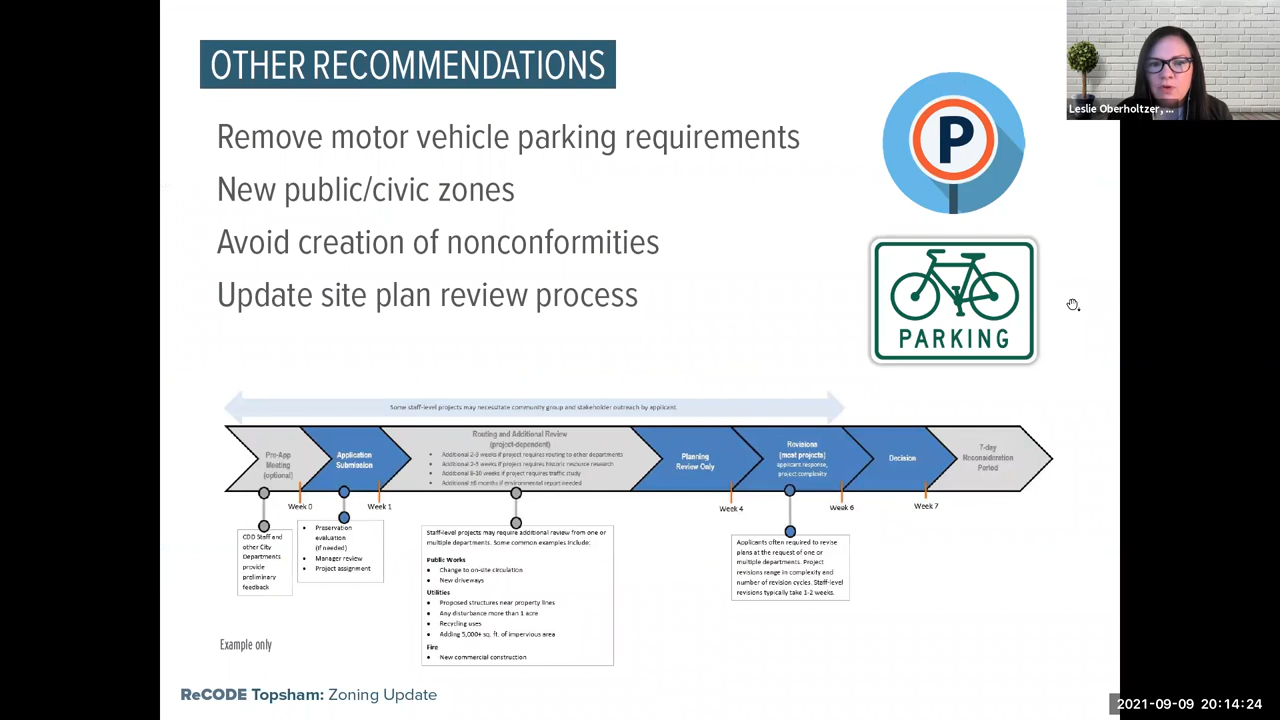 OTHER RECOMMENDATIONS
Remove motor vehicle parking requirements
New public/civic zones
Avoid creation of nonconformities
Update site plan review process
P
PARKING
Leslie Oberholtzer, ...
Some staff-level projects may necessitate community group and stakeholder outreach by applicant
Pre-App
Meeting
(optional)
Application
Submission
Routing and Additional Review
(project-dependent)
• Additional 2-3 weeks if project requires routing to other departments
• Additional 2-5 weeks if project requires historic resource research
• Additional 8-10 weeks if project requires traffic study
• Additional ±6 months if environmental report needed
Planning
Review Only
Revisions
(most projects)
applicant response,
project complexity
Decision
7-day
Reconsideration
Period
Week 0
Week 1
Week 4
Week 6
Week 7
CDD Staff and
other City
Departments
provide
preliminary
feedback
• Preservation
evaluation
(if needed)
• Manager review
• Project assignment
Staff-level projects may require additional review from one or
multiple departments. Some common examples include:
Public Works
• Change to on-site circulation
• New driveways
Utilities
• Proposed structures near property lines
• Any disturbance more than 1 acre
• Recycling uses
• Adding 5,000+ sq. ft. of impervious area
Fire
• New commercial construction
Applicants often required to revise
plans at the request of one or
multiple departments. Project
revisions range in complexity and
number of revision cycles. Staff-level
revisions typically take 1-2 weeks.
Example only
ReCODE Topsham: Zoning Update
2021-09-09 20:14:24